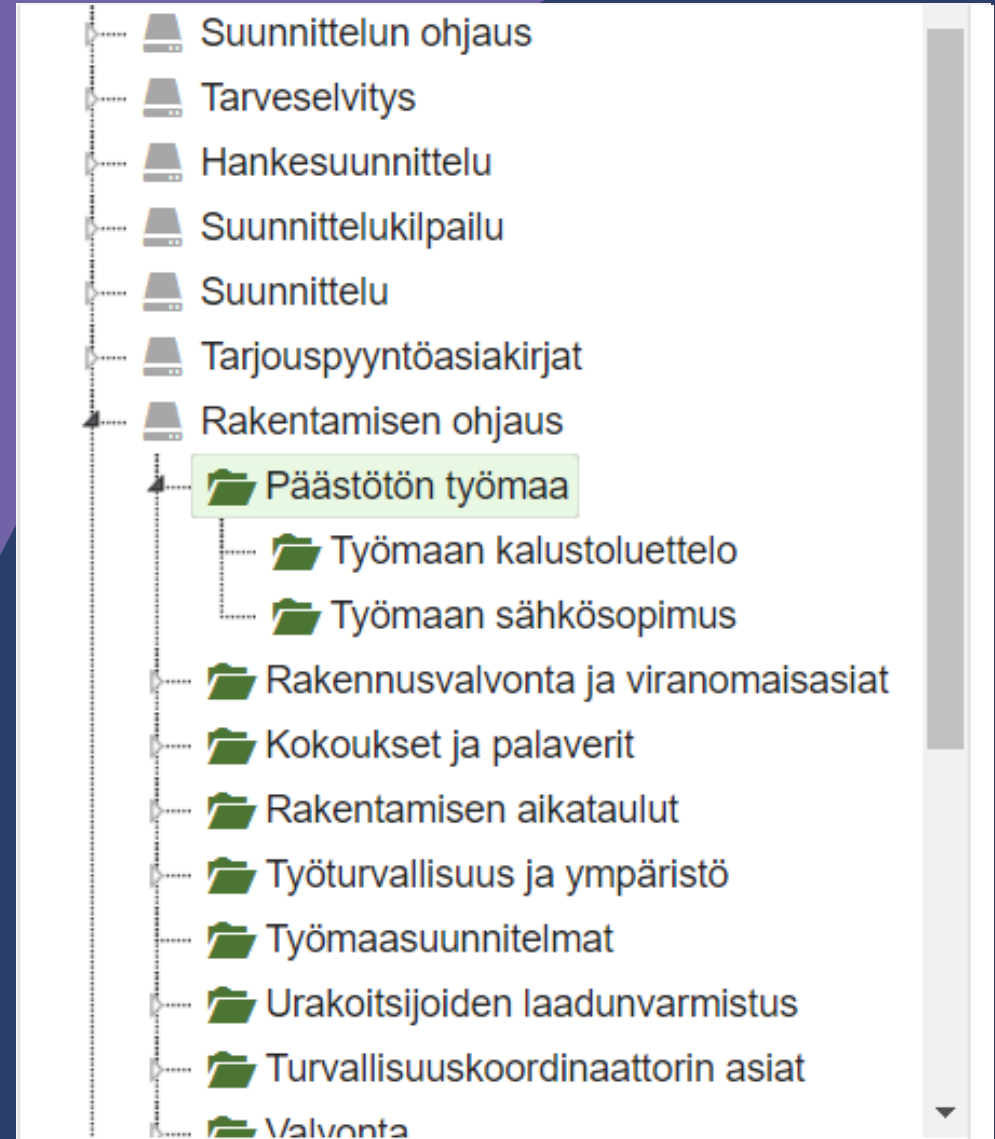 Suunnittelun ohjaus
Tarveselvitys
Hankesuunnittelu
Suunnittelukilpailu
Suunnittelu
Tarjouspyyntöasiakirjat
Rakentamisen ohjaus
Päästötön työmaa
Työmaan kalustoluettelo
Työmaan sähkösopimus
Rakennusvalvonta ja viranomaisasiat
Kokoukset ja palaverit
Rakentamisen aikataulut
Työturvallisuus ja ympäristö
Työmaasuunnitelmat
Urakoitsijoiden laadunvarmistus
Turvallisuuskoordinaattorin asiat
Valvonta